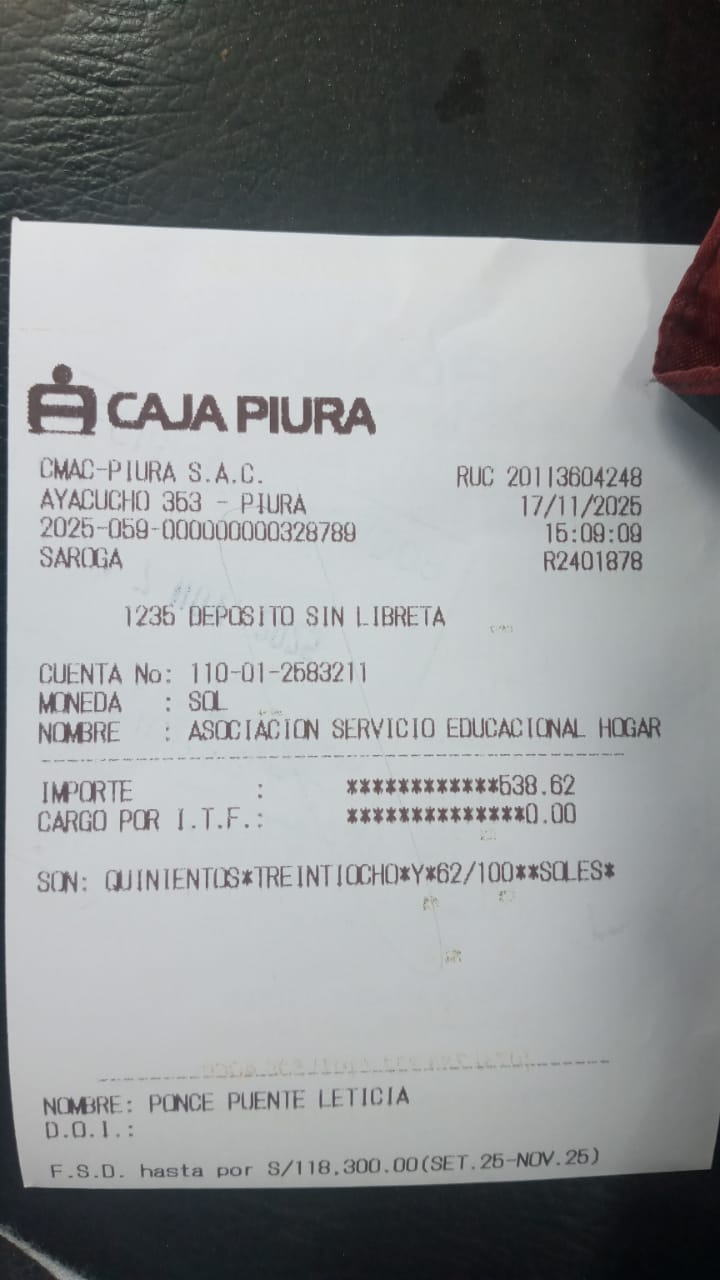 CAJA PIURA
CMAC-PIURA S.A.C. RUC 20113604248
AYACUCHO 353 - PIURA 17/11/2025
2025-059-000000000328789 15:09:09
SAROGA R2401878
1235 DEPOSITO SIN LIBRETA
CUENTA No: 110-01-2583211
MONEDA : SOL
NOMBRE : ASOCIACION SERVICIO EDUCACIONAL HOGAR
IMPORTE : ************538.62
CARGO POR I.T.F.: **************0.00
SON: QUINIENTOS*TREINTIOCHO*Y*62/100**SOLES*
NOMBRE: PONCE PUENTE LETICIA
D.O.I.:
F.S.D. hasta por S/118,300.00(SET.25-NOV.25)